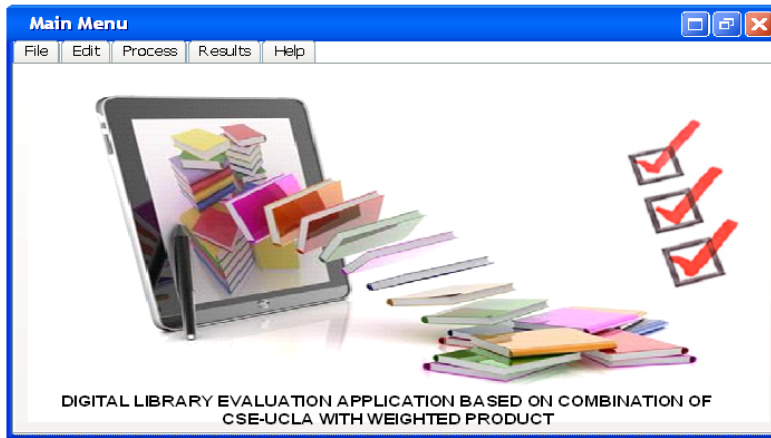 Main Menu
File Edit Process Results Help
DIGITAL LIBRARY EVALUATION APPLICATION BASED ON COMBINATION OF
CSE-UCLA WITH WEIGHTED PRODUCT